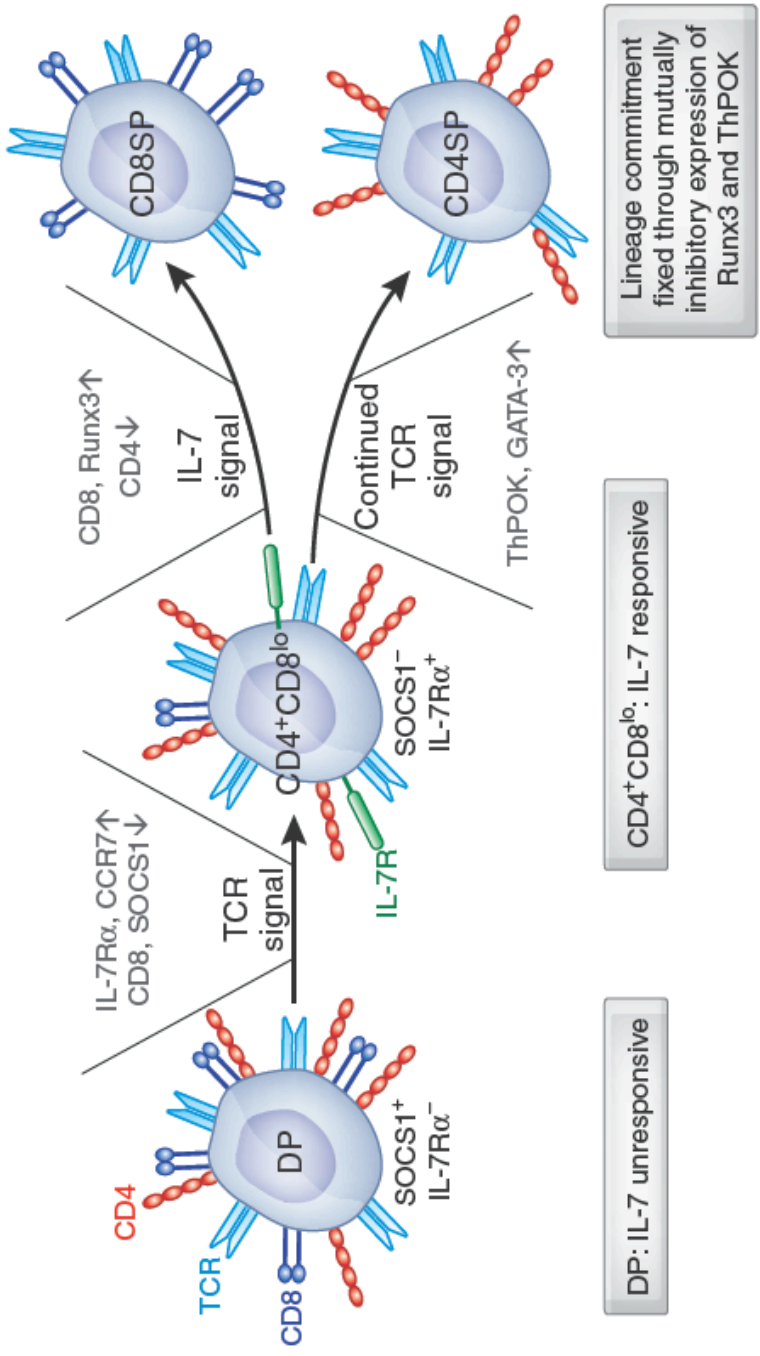 CD4
TCR
CD8
DP
SOCS1⁺
IL-7Rα⁻
DP: IL-7 unresponsive
IL-7Rα, CCR7↑
CD8, SOCS1↓
TCR
signal
IL-7R
CD4⁺CD8ˡᵒ
SOCS1⁻
IL-7Rα⁺
CD4⁺CD8ˡᵒ: IL-7 responsive
CD8, Runx3↑
CD4↓
IL-7
signal
Continued
TCR
signal
ThPOK, GATA-3↑
CD8SP
CD4SP
Lineage commitment
fixed through mutually
inhibitory expression of
Runx3 and ThPOK